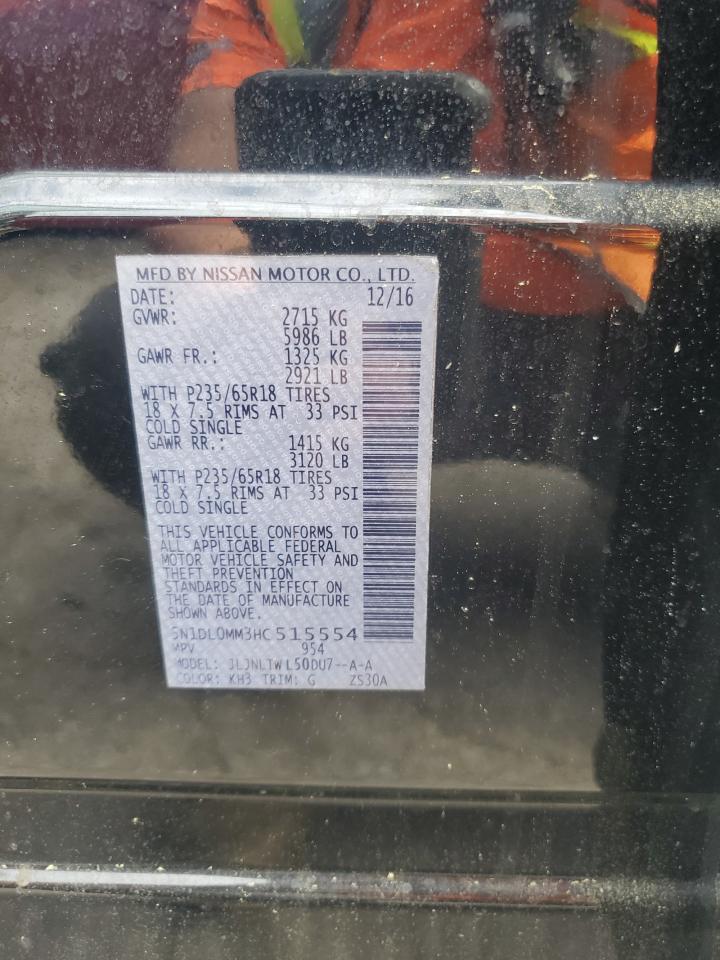 MFD BY NISSAN MOTOR CO., LTD.
DATE: 12/16
GVWR: 2715 KG
5986 LB
GAWR FR.: 1325 KG
2921 LB
WITH P235/65R18 TIRES
18 X 7.5 RIMS AT 33 PSI
COLD SINGLE
GAWR RR.: 1415 KG
3120 LB
WITH P235/65R18 TIRES
18 X 7.5 RIMS AT 33 PSI
COLD SINGLE
THIS VEHICLE CONFORMS TO
ALL APPLICABLE FEDERAL
MOTOR VEHICLE SAFETY AND
THEFT PREVENTION
STANDARDS IN EFFECT ON
THE DATE OF MANUFACTURE
SHOWN ABOVE.
5N1DL0MM3HC515554
MPV 954
MODEL: JLJNLTWL50DU7--A-A
COLOR: KH3 TRIM: G ZS30A